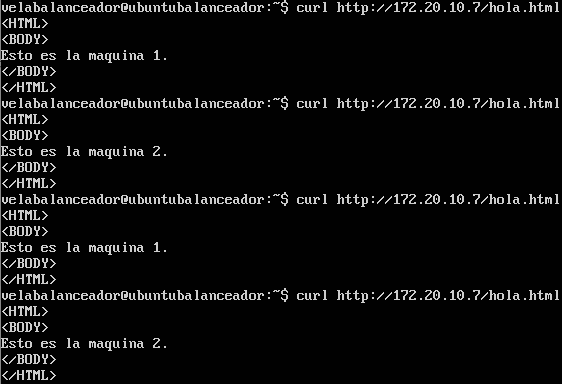 velabalanceador@ubuntubalanceador:~$ curl http://172.20.10.7/hola.html
<HTML>
<BODY>
Esto es la maquina 1.
</BODY>
</HTML>
velabalanceador@ubuntubalanceador:~$ curl http://172.20.10.7/hola.html
<HTML>
<BODY>
Esto es la maquina 2.
</BODY>
</HTML>
velabalanceador@ubuntubalanceador:~$ curl http://172.20.10.7/hola.html
<HTML>
<BODY>
Esto es la maquina 1.
</BODY>
</HTML>
velabalanceador@ubuntubalanceador:~$ curl http://172.20.10.7/hola.html
<HTML>
<BODY>
Esto es la maquina 2.
</BODY>
</HTML>